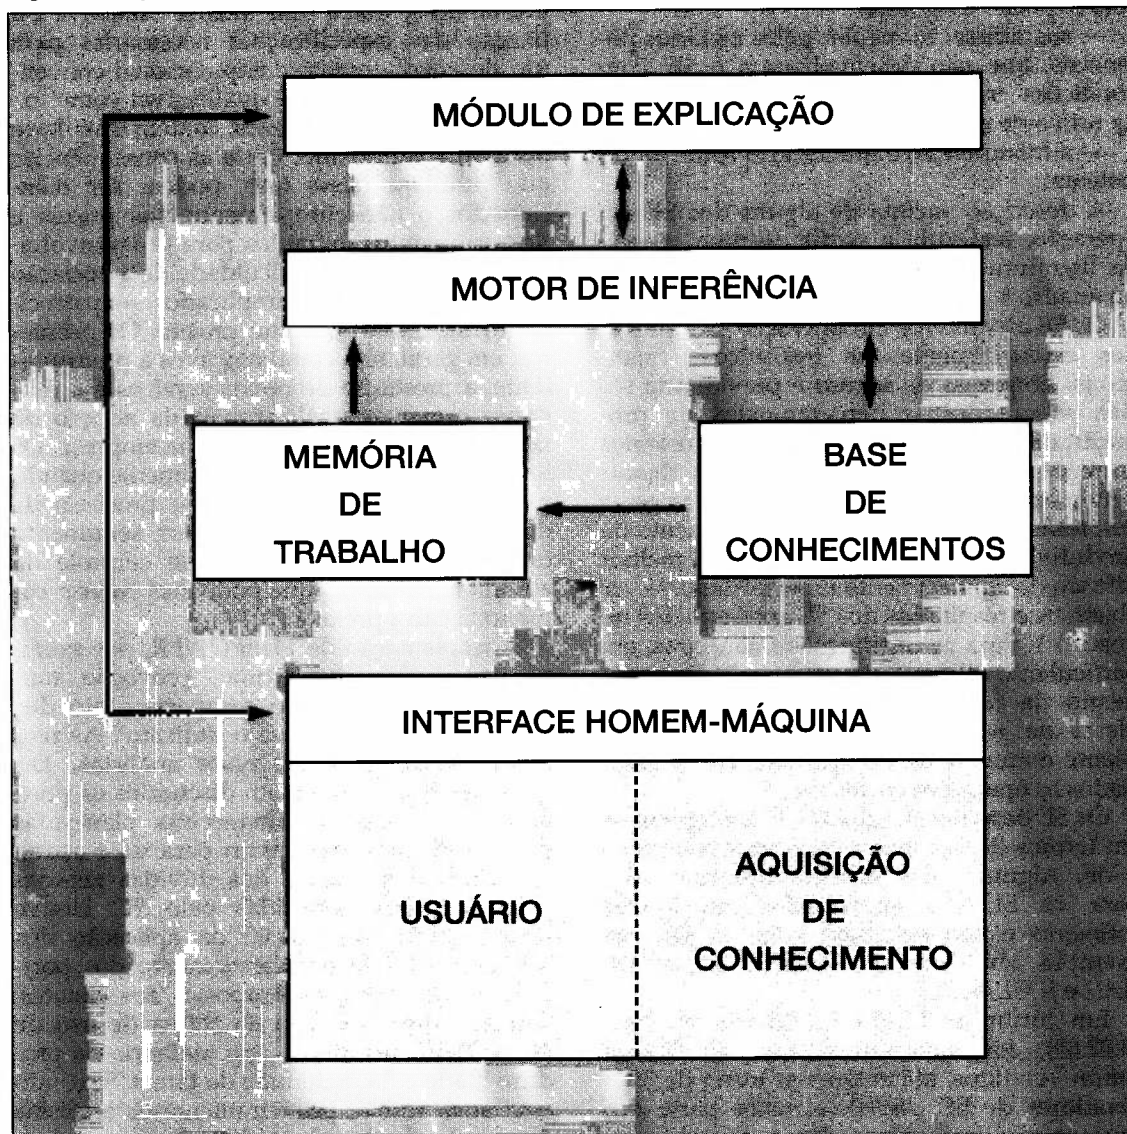 MÓDULO DE EXPLICAÇÃO
MOTOR DE INFERÊNCIA
MEMÓRIA
DE
TRABALHO
BASE
DE
CONHECIMENTOS
INTERFACE HOMEM-MÁQUINA
USUÁRIO
AQUISIÇÃO
DE
CONHECIMENTO